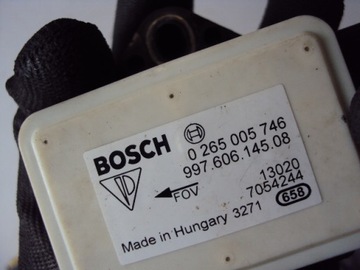 BOSCH 0 265 005 746
997.606.145.08
FOV 13020
7054244
Made in Hungary 3271 658